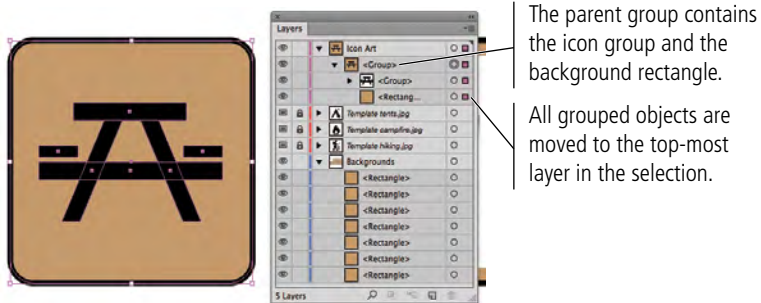 The parent group contains
the icon group and the
background rectangle.
All grouped objects are
moved to the top-most
layer in the selection.
Layers
Icon Art
<Group>
<Group>
<Rectang...
Template tents.jpg
Template campfire.jpg
Template hiking.jpg
Backgrounds
<Rectangle>
<Rectangle>
<Rectangle>
<Rectangle>
<Rectangle>
<Rectangle>
5 Layers